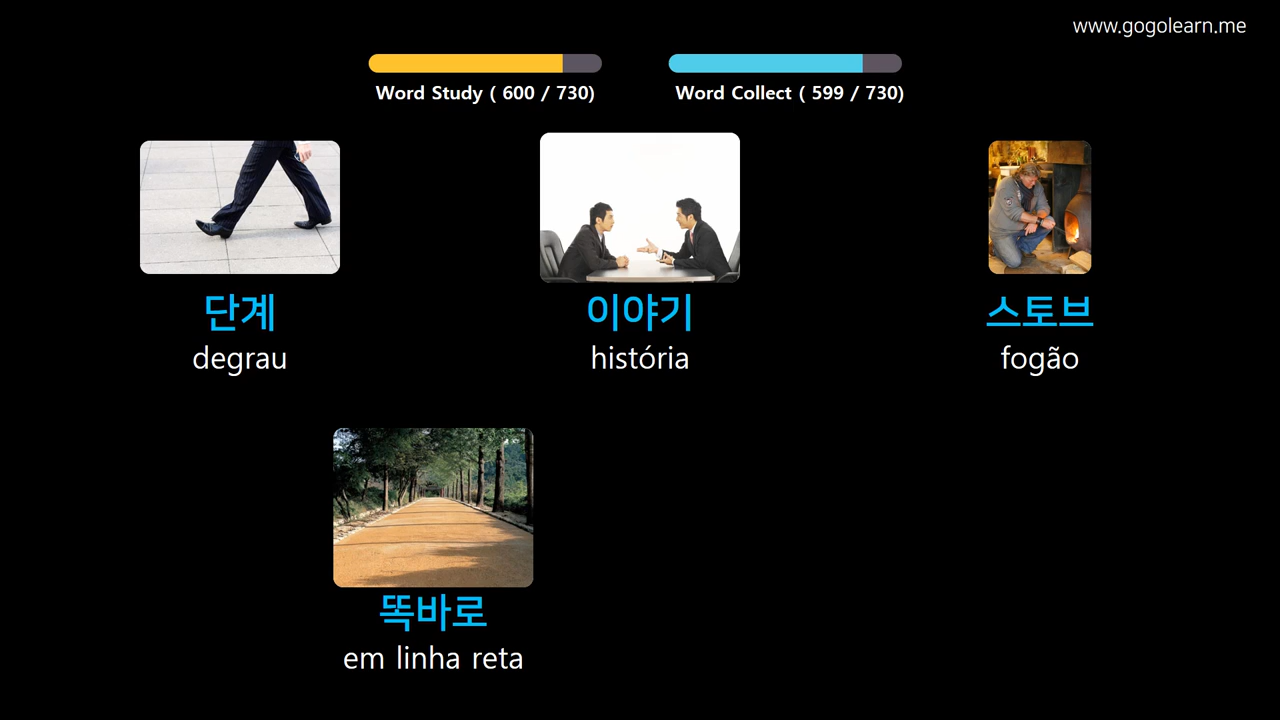 www.gogolearn.me
Word Study ( 600 / 730)
Word Collect ( 599 / 730)
단계
degrau
이야기
história
스토브
fogão
똑바로
em linha reta